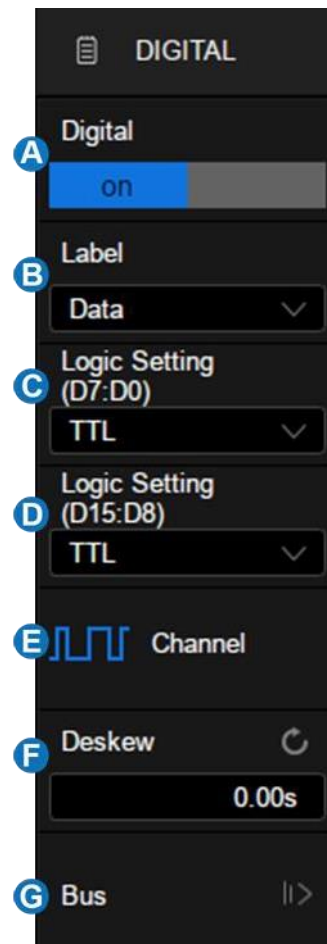 DIGITAL
Digital
A
on
Label
B
Data
Logic Setting
C
(D7:D0)
TTL
Logic Setting
D
(D15:D8)
TTL
E
Channel
Deskew
F
0.00s
G
Bus